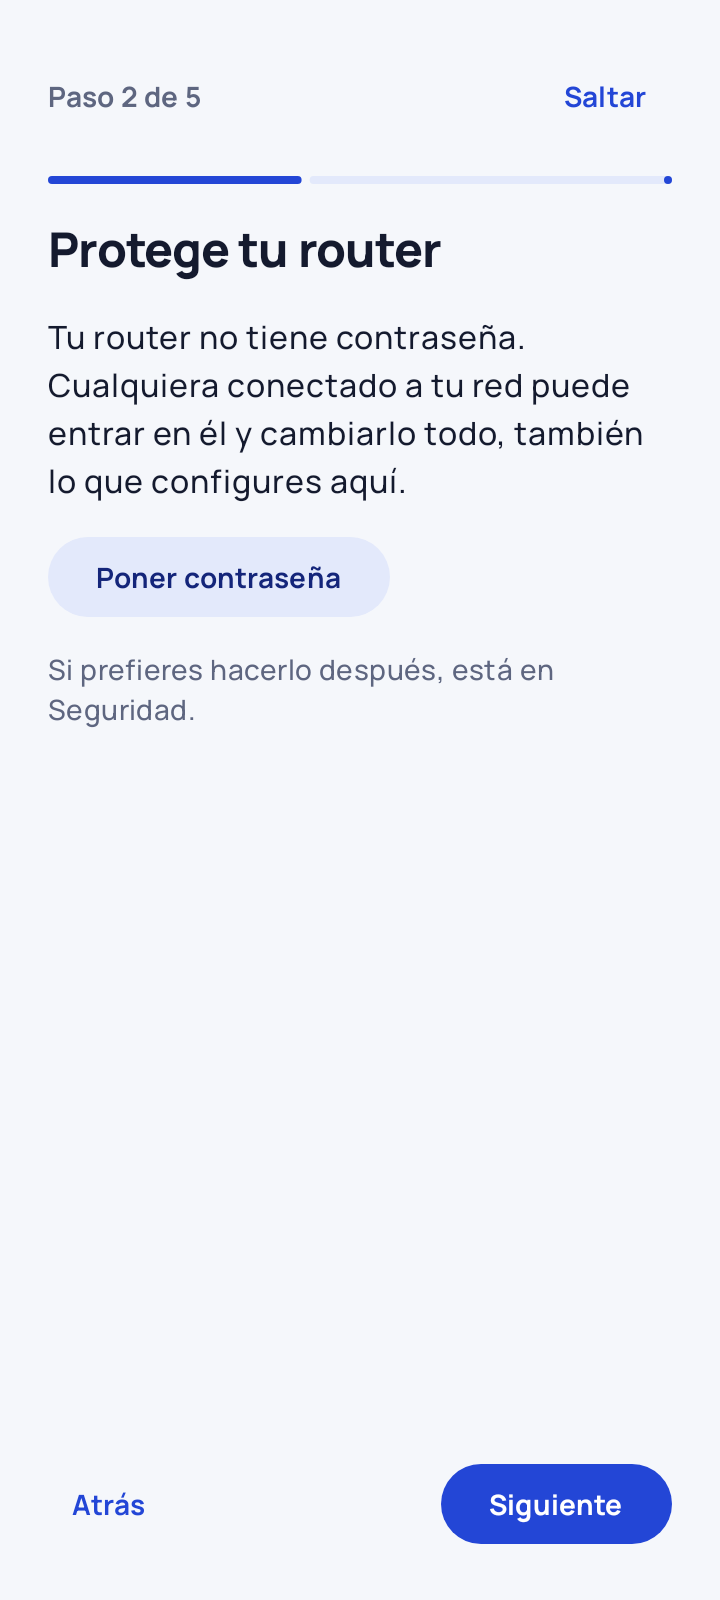 Paso 2 de 5
Saltar
Protege tu router
Tu router no tiene contraseña.
Cualquiera conectado a tu red puede
entrar en él y cambiarlo todo, también
lo que configures aquí.
Poner contraseña
Si prefieres hacerlo después, está en
Seguridad.
Atrás
Siguiente